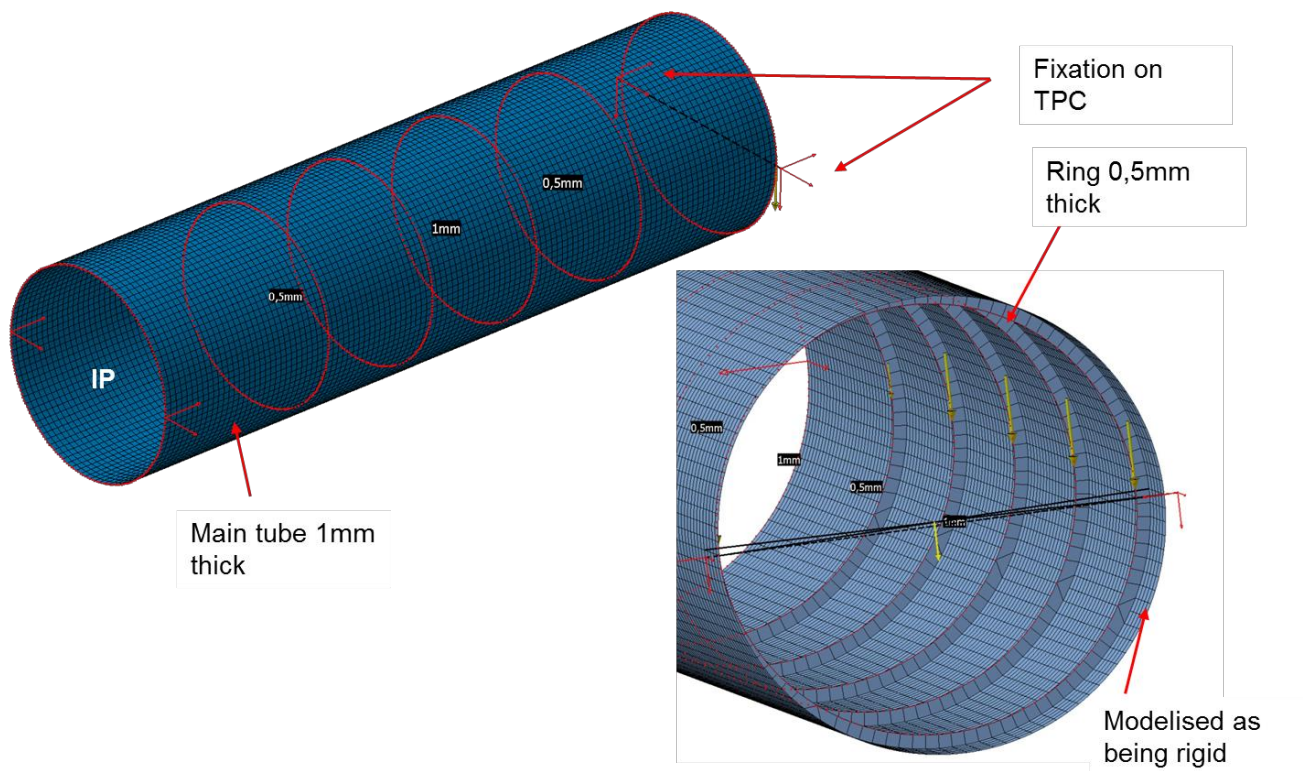 Fixation on
TPC
Ring 0,5mm
thick
0,5mm
1mm
0,5mm
IP
Main tube 1mm
thick
0,5mm
1mm
0,5mm
Modelised as
being rigid